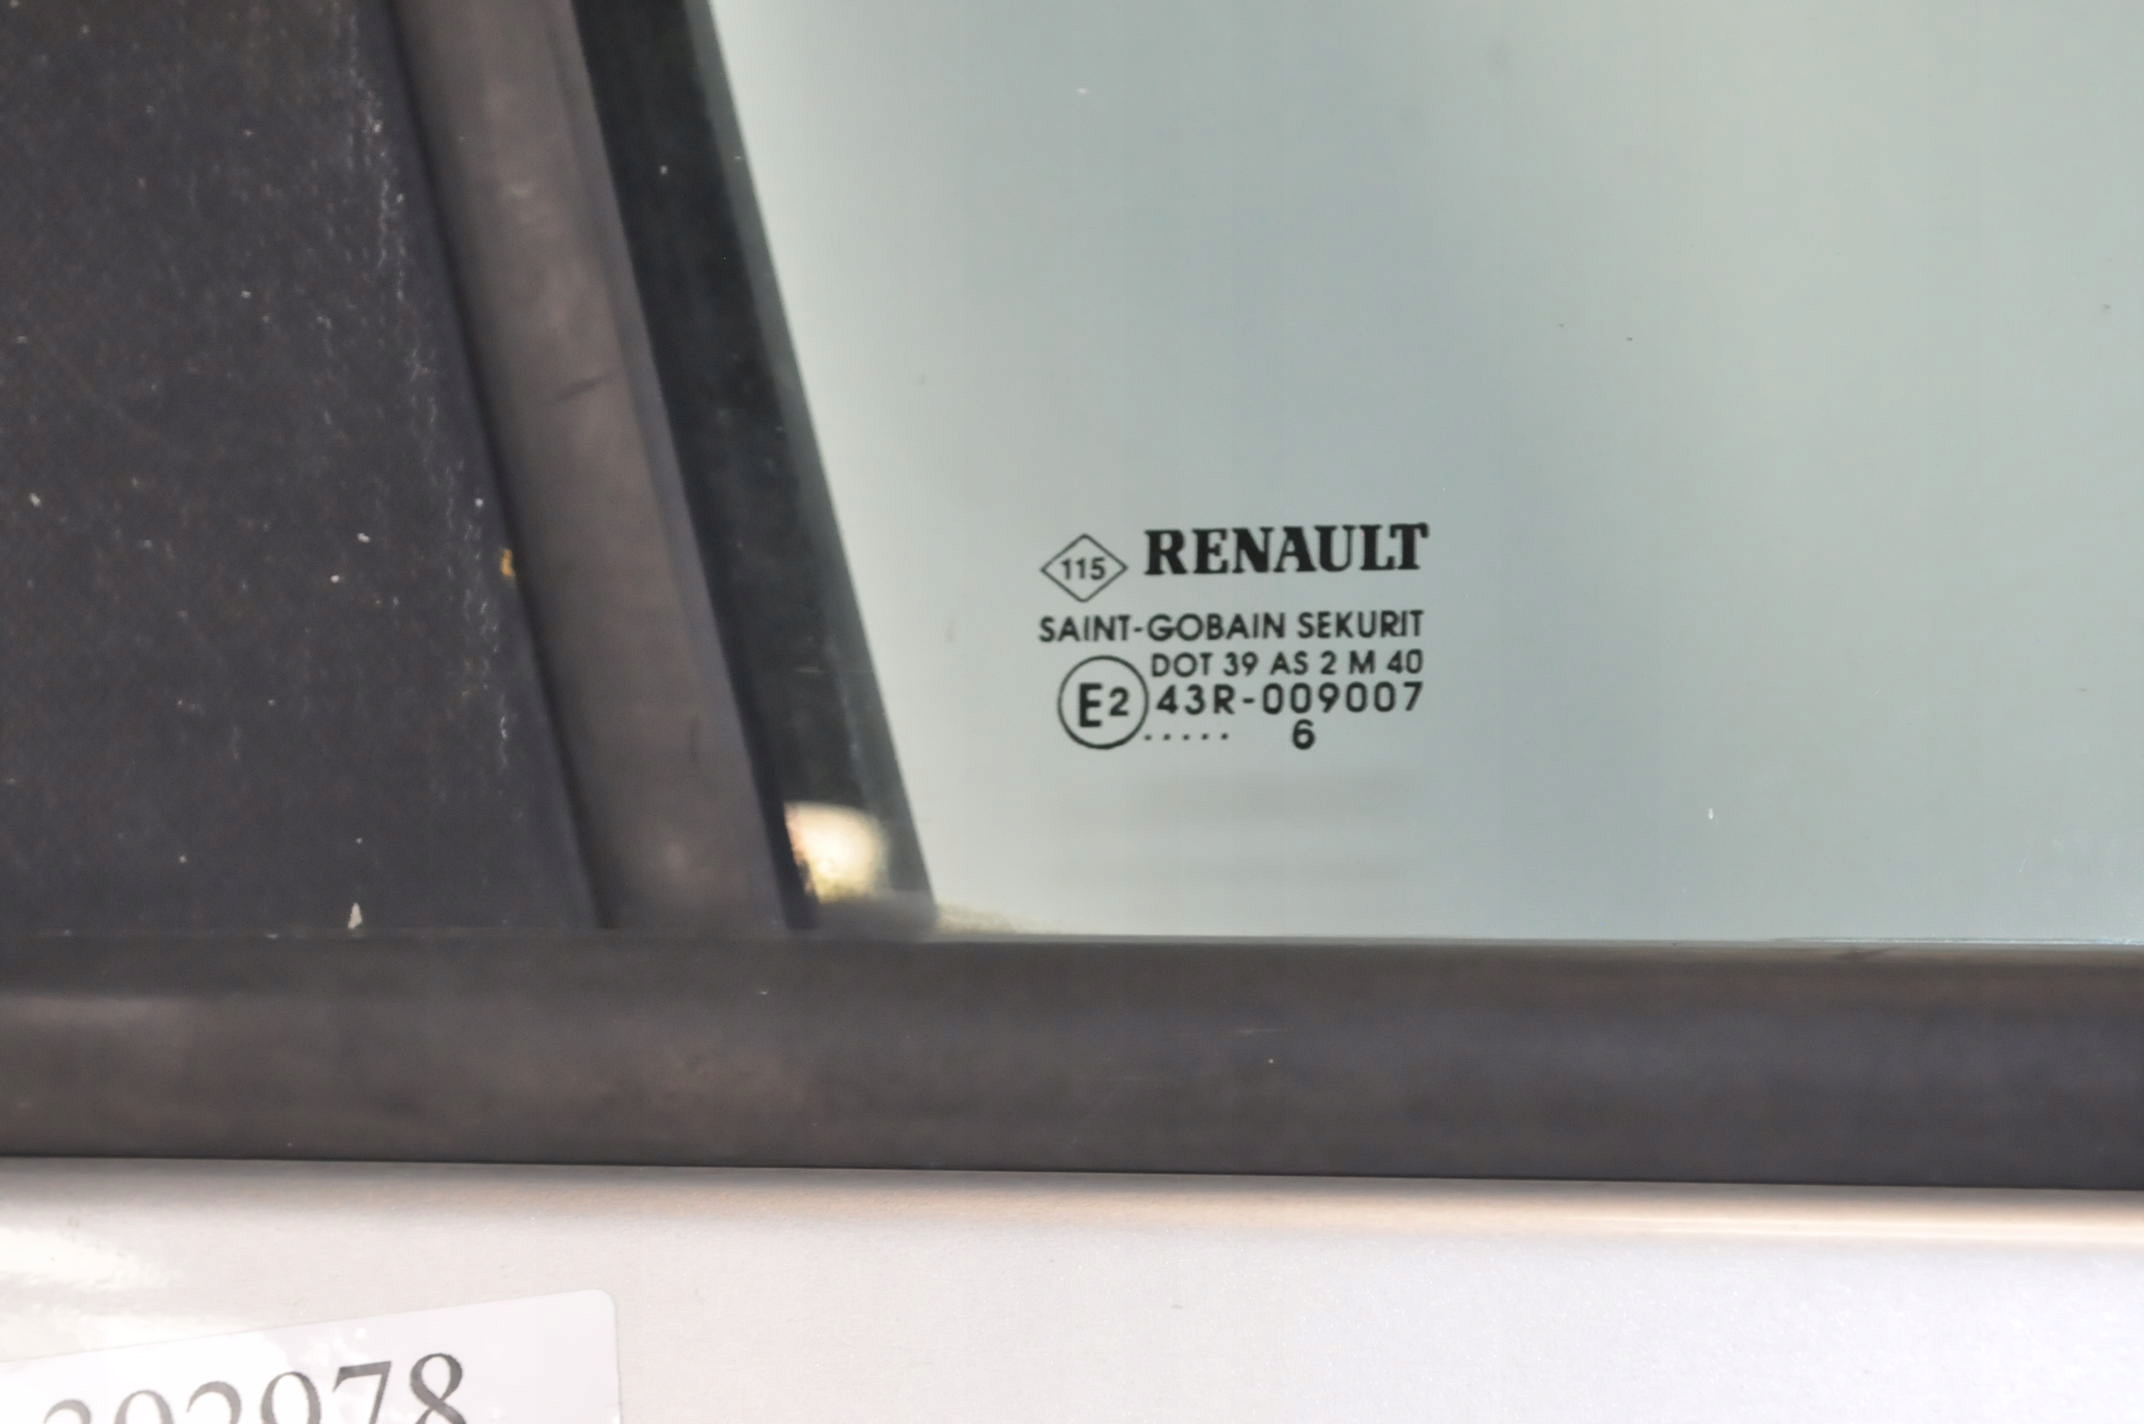 115 RENAULT
SAINT-GOBAIN SEKURIT
DOT 39 AS 2 M 40
E2 43R-009007
..... 6